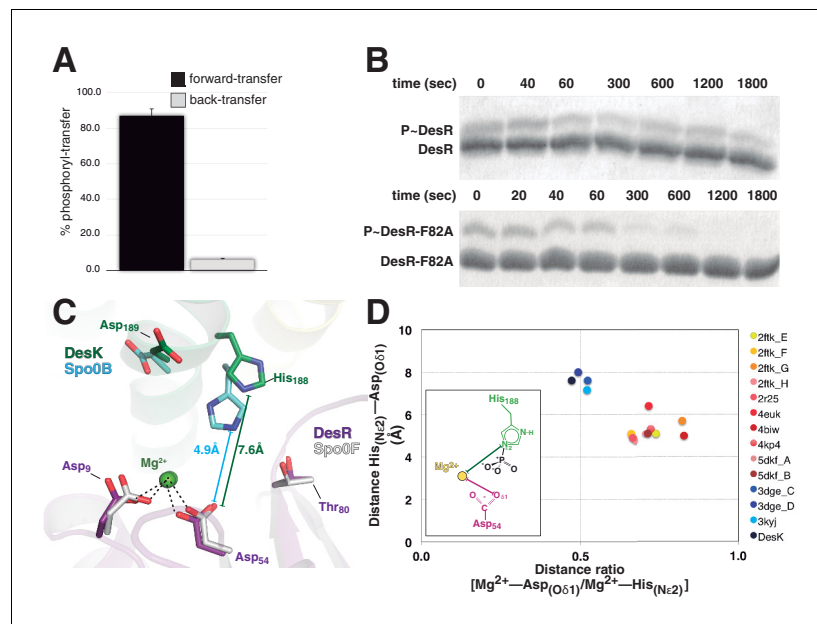 A
forward-transfer
back-transfer
100.0
80.0
60.0
40.0
20.0
0.0
% phosphoryl-transfer
B
time (sec) 0 40 60 300 600 1200 1800
P~DesR
DesR
time (sec) 0 20 40 60 300 600 1200 1800
P~DesR-F82A
DesR-F82A
C
Asp189
DesK
Spo0B
His188
DesR
Spo0F
4.9Å
7.6Å
Mg2+
Asp9
Thr80
Asp54
D
Distance His(Nε2)—Asp(Oδ1)
(Å)
10
8
6
4
2
0
0.0 0.5 1.0
Distance ratio
[Mg2+—Asp(Oδ1)/Mg2+—His(Nε2)]
His188
N-H
Mg2+
P
O
O
O
O
C
Oδ1
Asp54
2ftk_E
2ftk_F
2ftk_G
2ftk_H
2r25
4euk
4biw
4kp4
5dkf_A
5dkf_B
3dge_C
3dge_D
3kyj
DesK